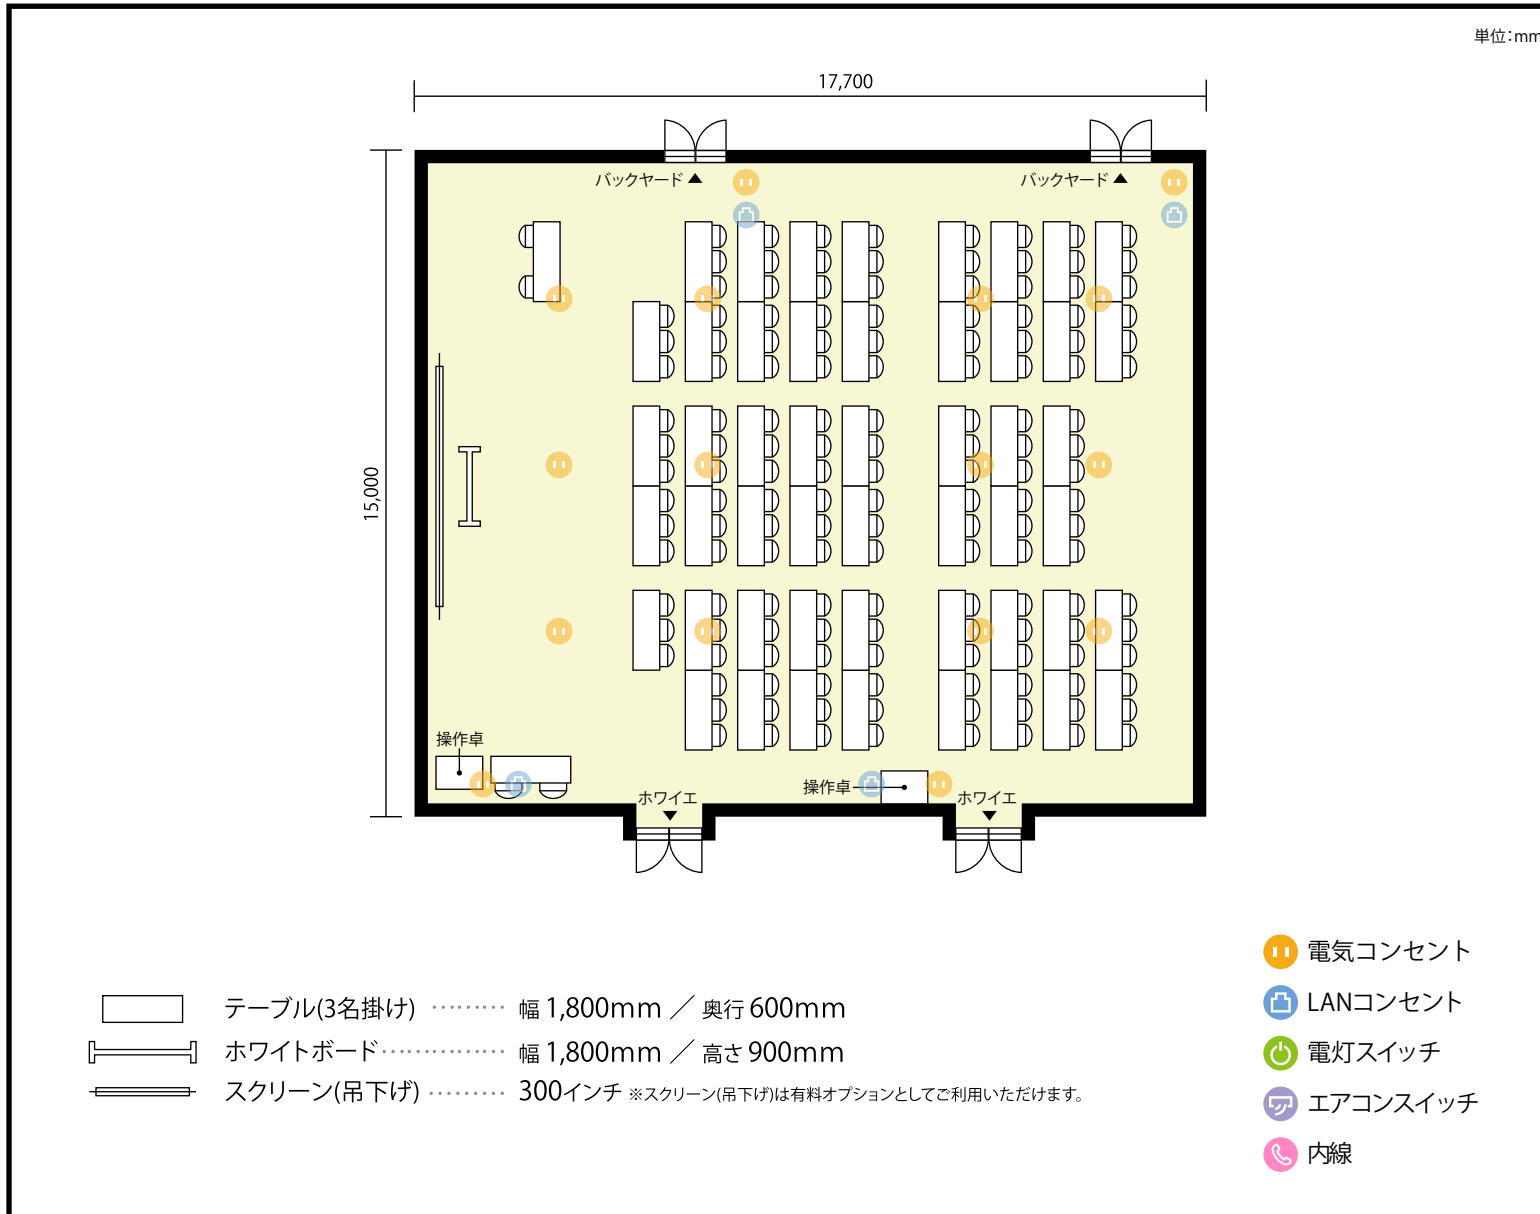 単位：mm
17,700
バックヤード▲
バックヤード▲
15,000
操作卓
操作卓
ホワイエ
▼
ホワイエ
▼
テーブル(3名掛け) ········· 幅 1,800mm ／ 奥行 600mm
ホワイトボード··············· 幅 1,800mm ／ 高さ 900mm
スクリーン(吊下げ) ········· 300インチ ※スクリーン(吊下げ)は有料オプションとしてご利用いただけます。
電気コンセント
LANコンセント
電灯スイッチ
エアコンスイッチ
内線